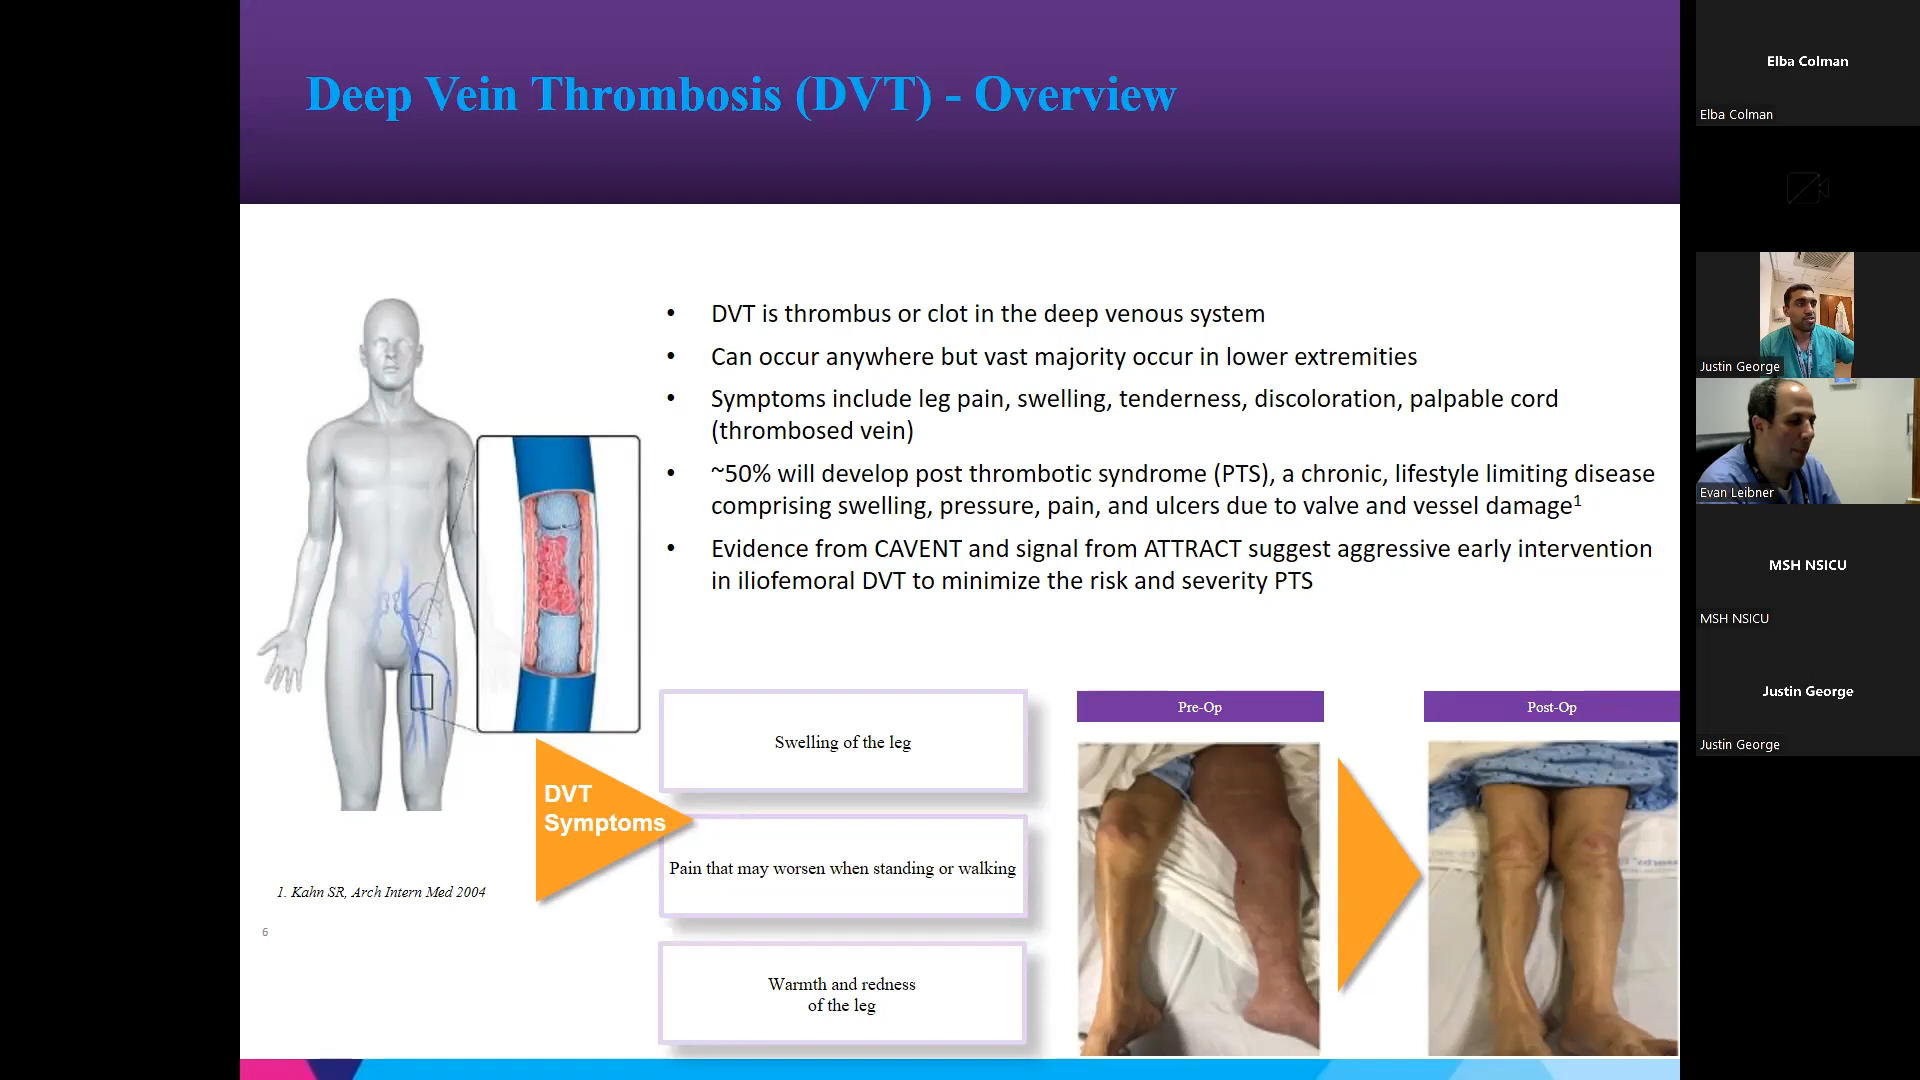 Deep Vein Thrombosis (DVT) - Overview
• DVT is thrombus or clot in the deep venous system
• Can occur anywhere but vast majority occur in lower extremities
• Symptoms include leg pain, swelling, tenderness, discoloration, palpable cord
(thrombosed vein)
• ~50% will develop post thrombotic syndrome (PTS), a chronic, lifestyle limiting disease
comprising swelling, pressure, pain, and ulcers due to valve and vessel damage¹
• Evidence from CAVENT and signal from ATTRACT suggest aggressive early intervention
in iliofemoral DVT to minimize the risk and severity PTS
DVT
Symptoms
Swelling of the leg
Pain that may worsen when standing or walking
Warmth and redness
of the leg
Pre-Op
Post-Op
1. Kahn SR, Arch Intern Med 2004
6
Elba Colman
Elba Colman
Justin George
Evan Leibner
MSH NSICU
MSH NSICU
Justin George
Justin George